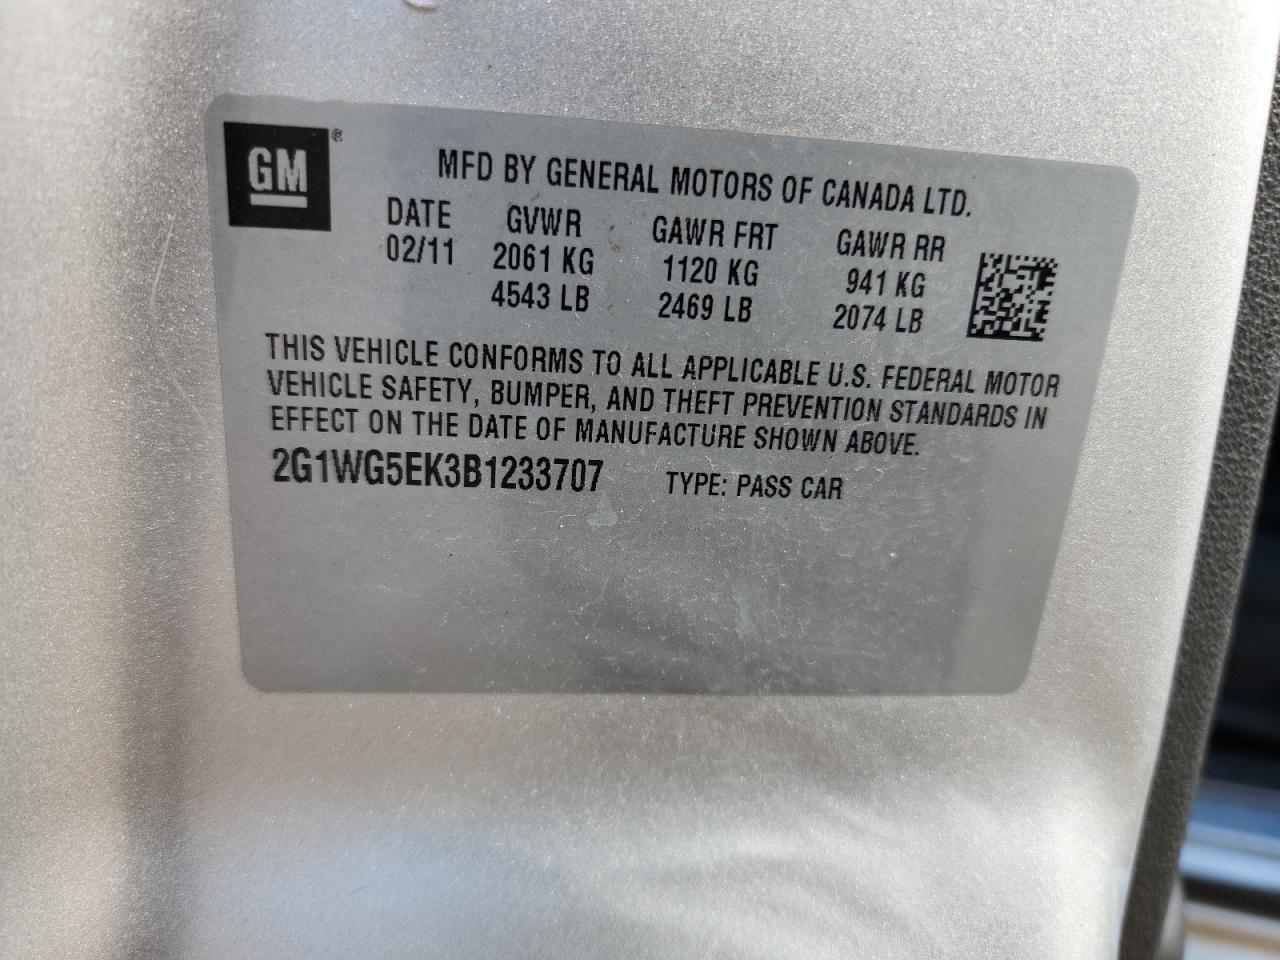 GM ®
MFD BY GENERAL MOTORS OF CANADA LTD.
DATE GVWR GAWR FRT GAWR RR
02/11 2061 KG 1120 KG 941 KG
4543 LB 2469 LB 2074 LB
THIS VEHICLE CONFORMS TO ALL APPLICABLE U.S. FEDERAL MOTOR
VEHICLE SAFETY, BUMPER, AND THEFT PREVENTION STANDARDS IN
EFFECT ON THE DATE OF MANUFACTURE SHOWN ABOVE.
2G1WG5EK3B1233707 TYPE: PASS CAR